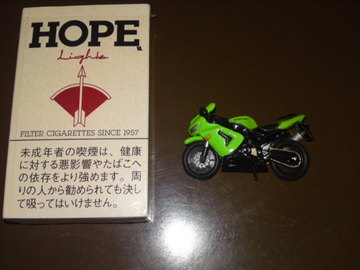 HOPE
Lights
FILTER CIGARETTES SINCE 1957
未成年者の喫煙は、健康
に対する悪影響やたばこへ
の依存をより強めます。周
りの人から勧められても決し
て吸ってはいけません。